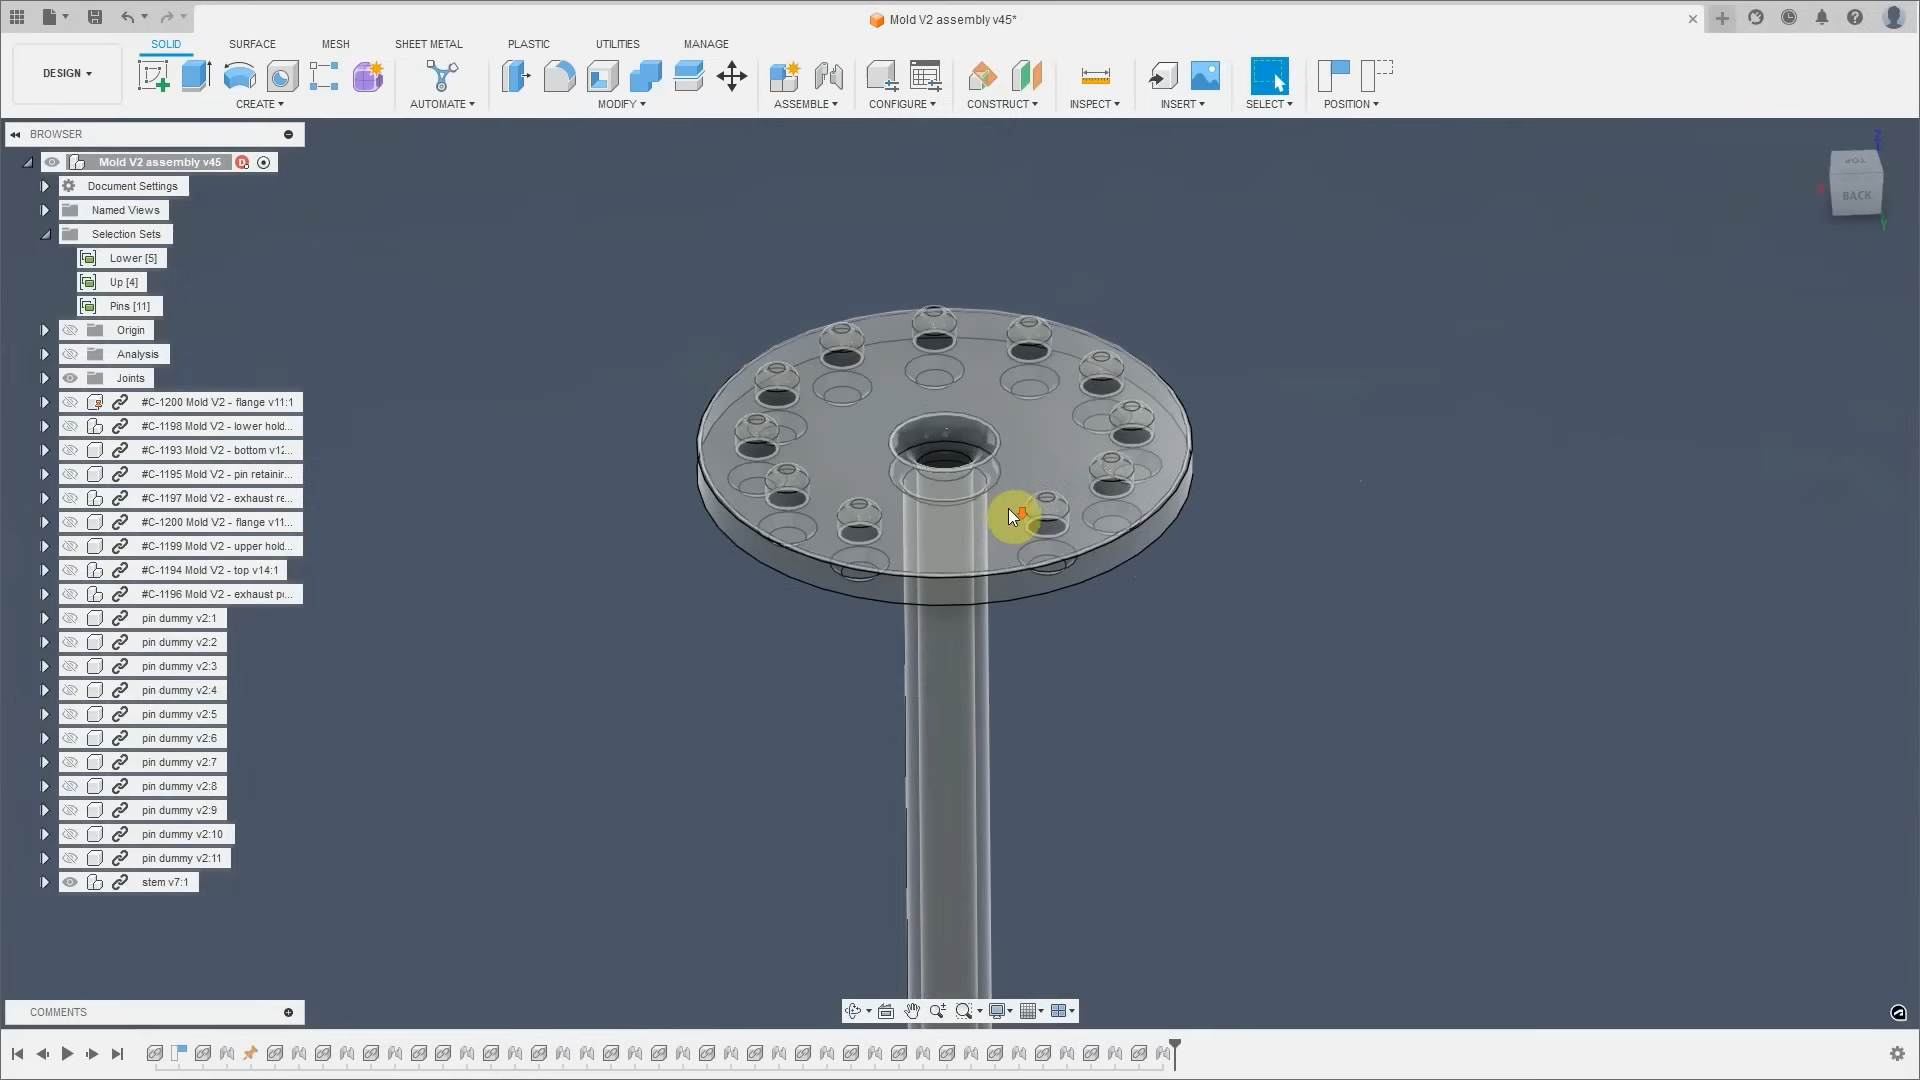 Mold V2 assembly v45*
SOLID SURFACE MESH SHEET METAL PLASTIC UTILITIES MANAGE
DESIGN
CREATE AUTOMATE MODIFY ASSEMBLE CONFIGURE CONSTRUCT INSPECT INSERT SELECT POSITION
BROWSER
Mold V2 assembly v45
Document Settings
Named Views
Selection Sets
Lower [5]
Up [4]
Pins [11]
Origin
Analysis
Joints
#C-1200 Mold V2 - flange v11:1
#C-1198 Mold V2 - lower hold...
#C-1193 Mold V2 - bottom v12...
#C-1195 Mold V2 - pin retainir...
#C-1197 Mold V2 - exhaust re...
#C-1200 Mold V2 - flange v11...
#C-1199 Mold V2 - upper hold...
#C-1194 Mold V2 - top v14:1
#C-1196 Mold V2 - exhaust pi...
pin dummy v2:1
pin dummy v2:2
pin dummy v2:3
pin dummy v2:4
pin dummy v2:5
pin dummy v2:6
pin dummy v2:7
pin dummy v2:8
pin dummy v2:9
pin dummy v2:10
pin dummy v2:11
stem v7:1
Z
TOP
BACK
X
Y
COMMENTS